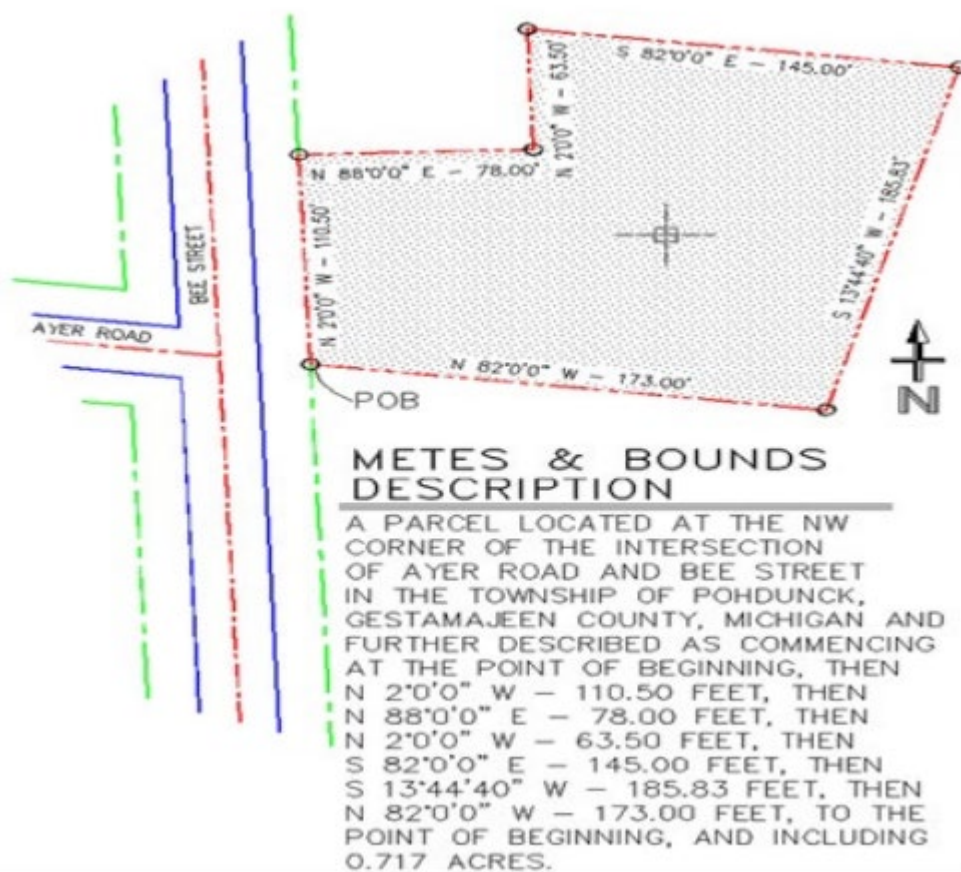 S 82°0'0" E - 145.00'
N 2°0'0" W - 63.50'
N 88°0'0" E - 78.00'
N 2°0'0" W - 110.50'
S 13°44'40" W - 185.83'
BEE STREET
AYER ROAD
N 82°0'0" W - 173.00'
POB
N
METES & BOUNDS
DESCRIPTION
A PARCEL LOCATED AT THE NW
CORNER OF THE INTERSECTION
OF AYER ROAD AND BEE STREET
IN THE TOWNSHIP OF POHDUNCK,
GESTAMAJEEN COUNTY, MICHIGAN AND
FURTHER DESCRIBED AS COMMENCING
AT THE POINT OF BEGINNING, THEN
N 2°0'0" W - 110.50 FEET, THEN
N 88°0'0" E - 78.00 FEET, THEN
N 2°0'0" W - 63.50 FEET, THEN
S 82°0'0" E - 145.00 FEET, THEN
S 13°44'40" W - 185.83 FEET, THEN
N 82°0'0" W - 173.00 FEET, TO THE
POINT OF BEGINNING, AND INCLUDING
0.717 ACRES.